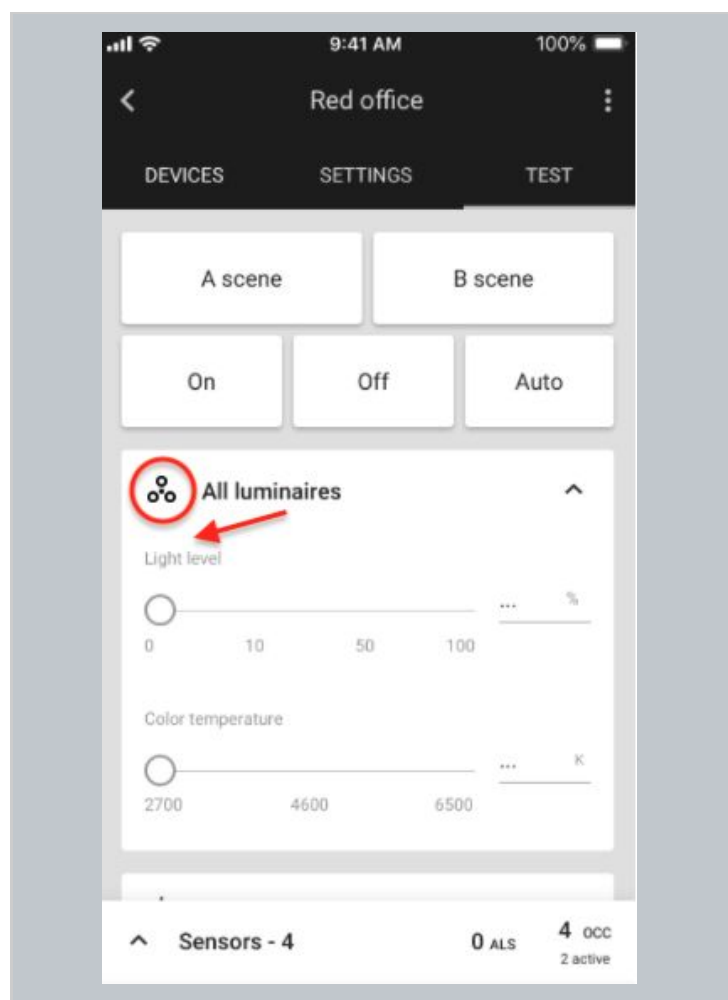 9:41 AM 100%
Red office
DEVICES SETTINGS TEST
A scene B scene
On Off Auto
All luminaires
Light level
... %
0 10 50 100
Color temperature
... K
2700 4600 6500
Sensors - 4 0 ALS 4 OCC
2 active